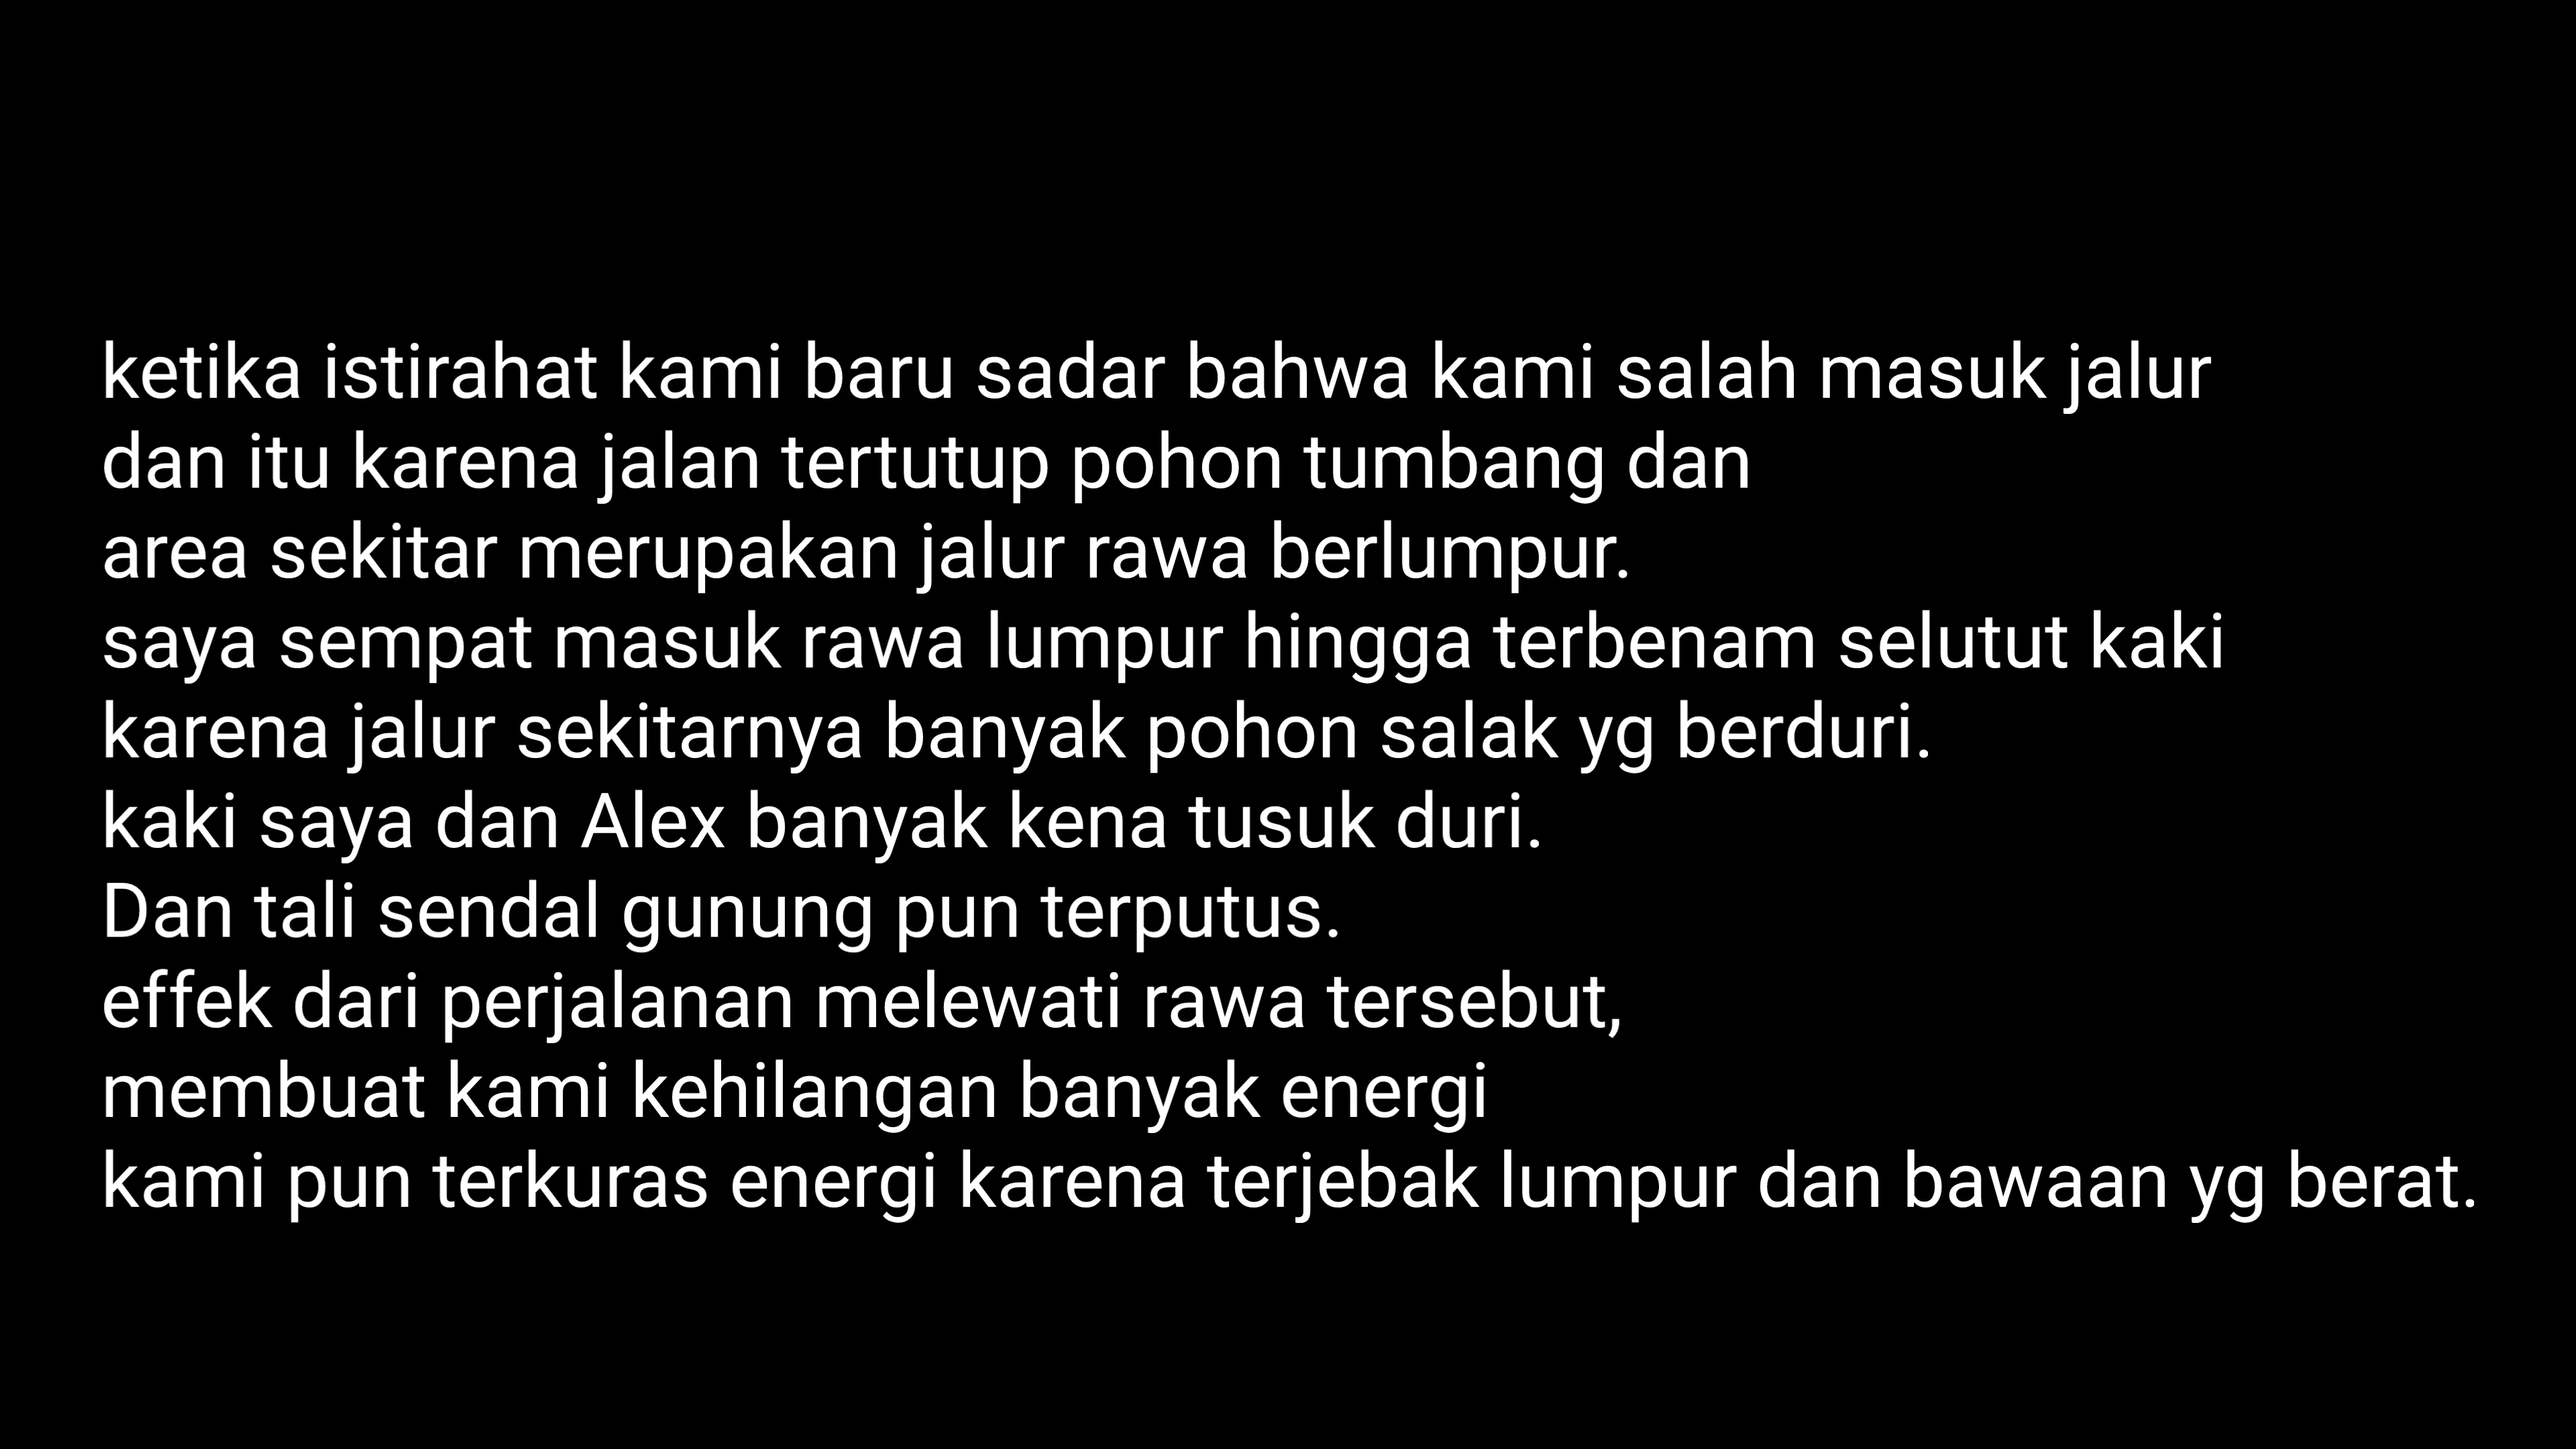 ketika istirahat kami baru sadar bahwa kami salah masuk jalur
dan itu karena jalan tertutup pohon tumbang dan
area sekitar merupakan jalur rawa berlumpur.
saya sempat masuk rawa lumpur hingga terbenam selutut kaki
karena jalur sekitarnya banyak pohon salak yg berduri.
kaki saya dan Alex banyak kena tusuk duri.
Dan tali sendal gunung pun terputus.
effek dari perjalanan melewati rawa tersebut,
membuat kami kehilangan banyak energi
kami pun terkuras energi karena terjebak lumpur dan bawaan yg berat.